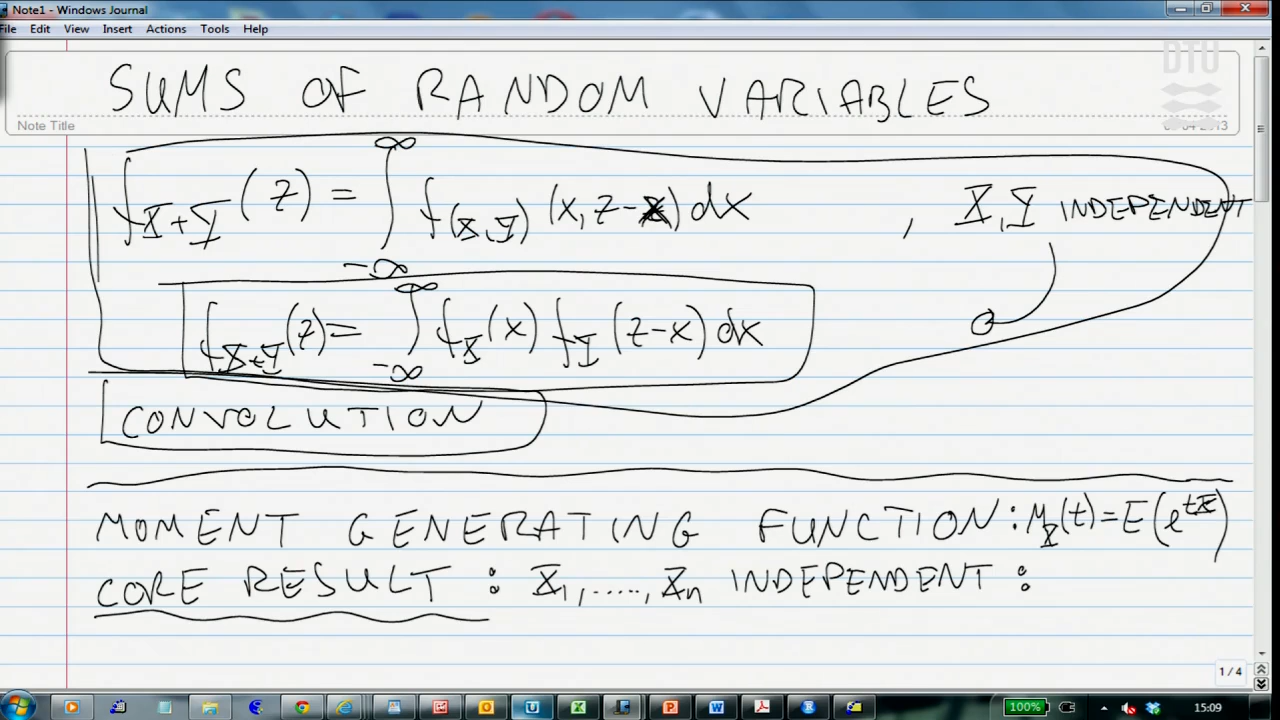 Note1 - Windows Journal
File Edit View Insert Actions Tools Help
DTU
SUMS OF RANDOM VARIABLES
Note Title
f_{X+Y}(z) = ∫_{-∞}^{∞} f_{(X,Y)}(x, z-x) dx , X, Y INDEPENDENT
f_{X+Y}(z) = ∫_{-∞}^{∞} f_X(x) f_Y(z-x) dx
CONVOLUTION
MOMENT GENERATING FUNCTION: M_X(t) = E(e^{tX})
CORE RESULT : X_1, ....., X_n INDEPENDENT :
1 / 4
100% 15:09